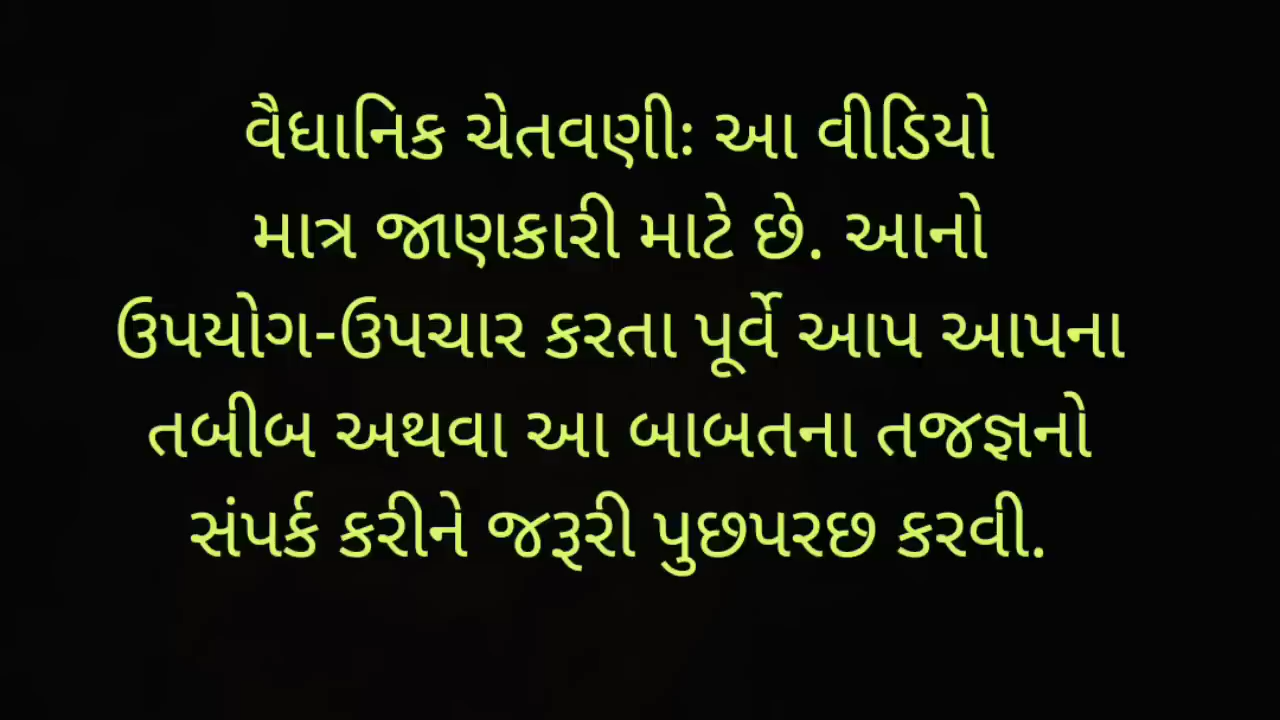 વૈધાનિક ચેતવણીઃ આ વીડિયો
માત્ર જાણકારી માટે છે. આનો
ઉપયોગ-ઉપચાર કરતા પૂર્વે આપ આપના
તબીબ અથવા આ બાબતના તજજ્ઞનો
સંપર્ક કરીને જરૂરી પુછપરછ કરવી.